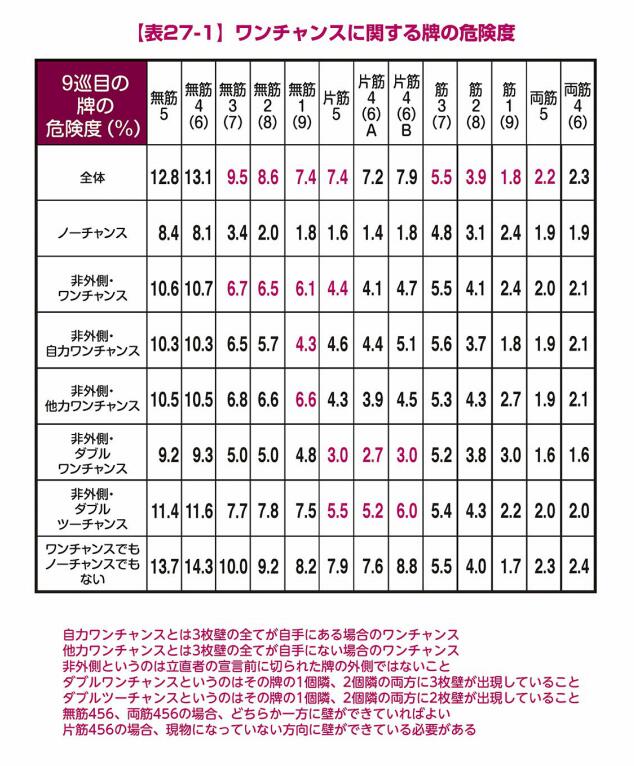 【表27-1】ワンチャンスに関する牌の危険度
9巡目の牌の危険度(%) 無筋5 無筋4(6) 無筋3(7) 無筋2(8) 無筋1(9) 片筋5 片筋4(6)A 片筋4(6)B 筋3(7) 筋2(8) 筋1(9) 両筋5 両筋4(6)
全体 12.8 13.1 9.5 8.6 7.4 7.4 7.2 7.9 5.5 3.9 1.8 2.2 2.3
ノーチャンス 8.4 8.1 3.4 2.0 1.8 1.6 1.4 1.8 4.8 3.1 2.4 1.9 1.9
非外側・ワンチャンス 10.6 10.7 6.7 6.5 6.1 4.4 4.1 4.7 5.5 4.1 2.4 2.0 2.1
非外側・自力ワンチャンス 10.3 10.3 6.5 5.7 4.3 4.6 4.4 5.1 5.6 3.7 1.8 1.9 2.1
非外側・他力ワンチャンス 10.5 10.5 6.8 6.6 6.6 4.3 3.9 4.5 5.3 4.3 2.7 1.9 2.1
非外側・ダブルワンチャンス 9.2 9.3 5.0 5.0 4.8 3.0 2.7 3.0 5.2 3.8 3.0 1.6 1.6
非外側・ダブルツーチャンス 11.4 11.6 7.7 7.8 7.5 5.5 5.2 6.0 5.4 4.3 2.2 2.0 2.0
ワンチャンスでもノーチャンスでもない 13.7 14.3 10.0 9.2 8.2 7.9 7.6 8.8 5.5 4.0 1.7 2.3 2.4
自力ワンチャンスとは3枚壁の全てが自手にある場合のワンチャンス
他力ワンチャンスとは3枚壁の全てが自手にない場合のワンチャンス
非外側というのは立直者の宣言前に切られた牌の外側ではないこと
ダブルワンチャンスというのはその牌の1個隣、2個隣の両方に3枚壁が出現していること
ダブルツーチャンスというのはその牌の1個隣、2個隣の両方に2枚壁が出現していること
無筋456、両筋456の場合、どちらか一方に壁ができていればよい
片筋456の場合、現物になっていない方向に壁ができている必要がある